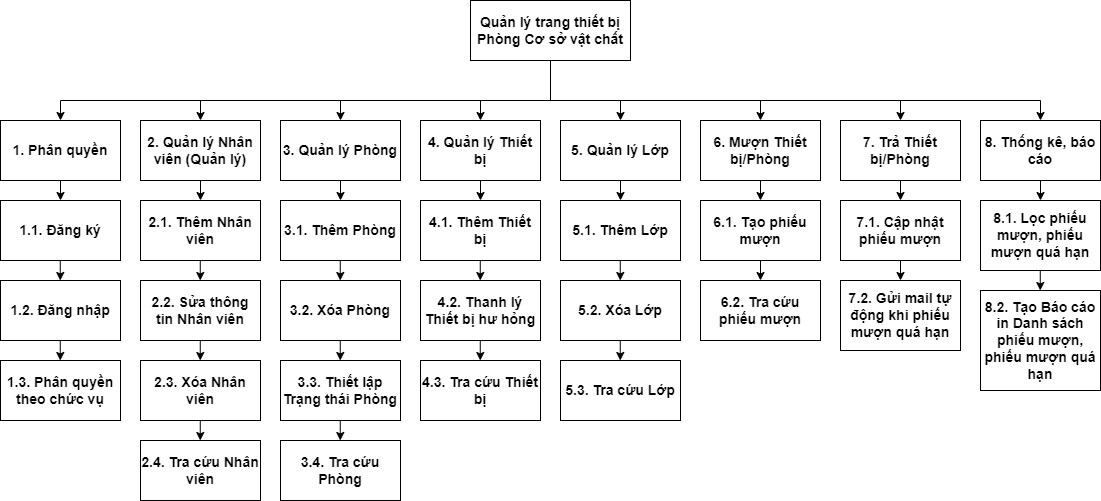 Quản lý trang thiết bị
Phòng Cơ sở vật chất
1. Phân quyền
2. Quản lý Nhân
viên (Quản lý)
3. Quản lý Phòng
4. Quản lý Thiết
bị
5. Quản lý Lớp
6. Mượn Thiết
bị/Phòng
7. Trả Thiết
bị/Phòng
8. Thống kê, báo
cáo
1.1. Đăng ký
2.1. Thêm Nhân
viên
3.1. Thêm Phòng
4.1. Thêm Thiết
bị
5.1. Thêm Lớp
6.1. Tạo phiếu
mượn
7.1. Cập nhật
phiếu mượn
8.1. Lọc phiếu
mượn, phiếu
mượn quá hạn
1.2. Đăng nhập
2.2. Sửa thông
tin Nhân viên
3.2. Xóa Phòng
4.2. Thanh lý
Thiết bị hư hỏng
5.2. Xóa Lớp
6.2. Tra cứu
phiếu mượn
7.2. Gửi mail tự
động khi phiếu
mượn quá hạn
8.2. Tạo Báo cáo
in Danh sách
phiếu mượn,
phiếu mượn quá
hạn
1.3. Phân quyền
theo chức vụ
2.3. Xóa Nhân
viên
3.3. Thiết lập
Trạng thái Phòng
4.3. Tra cứu Thiết
bị
5.3. Tra cứu Lớp
2.4. Tra cứu Nhân
viên
3.4. Tra cứu
Phòng